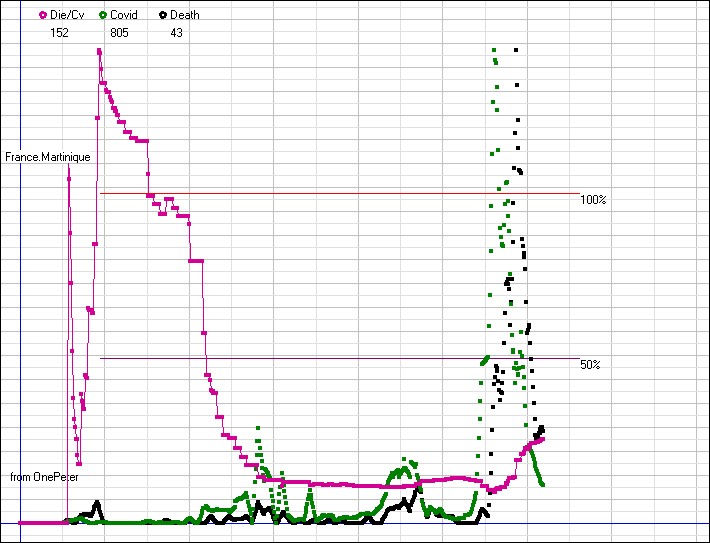 Die/Cv Covid Death
152 805 43
France.Martinique
100%
50%
from OnePeter